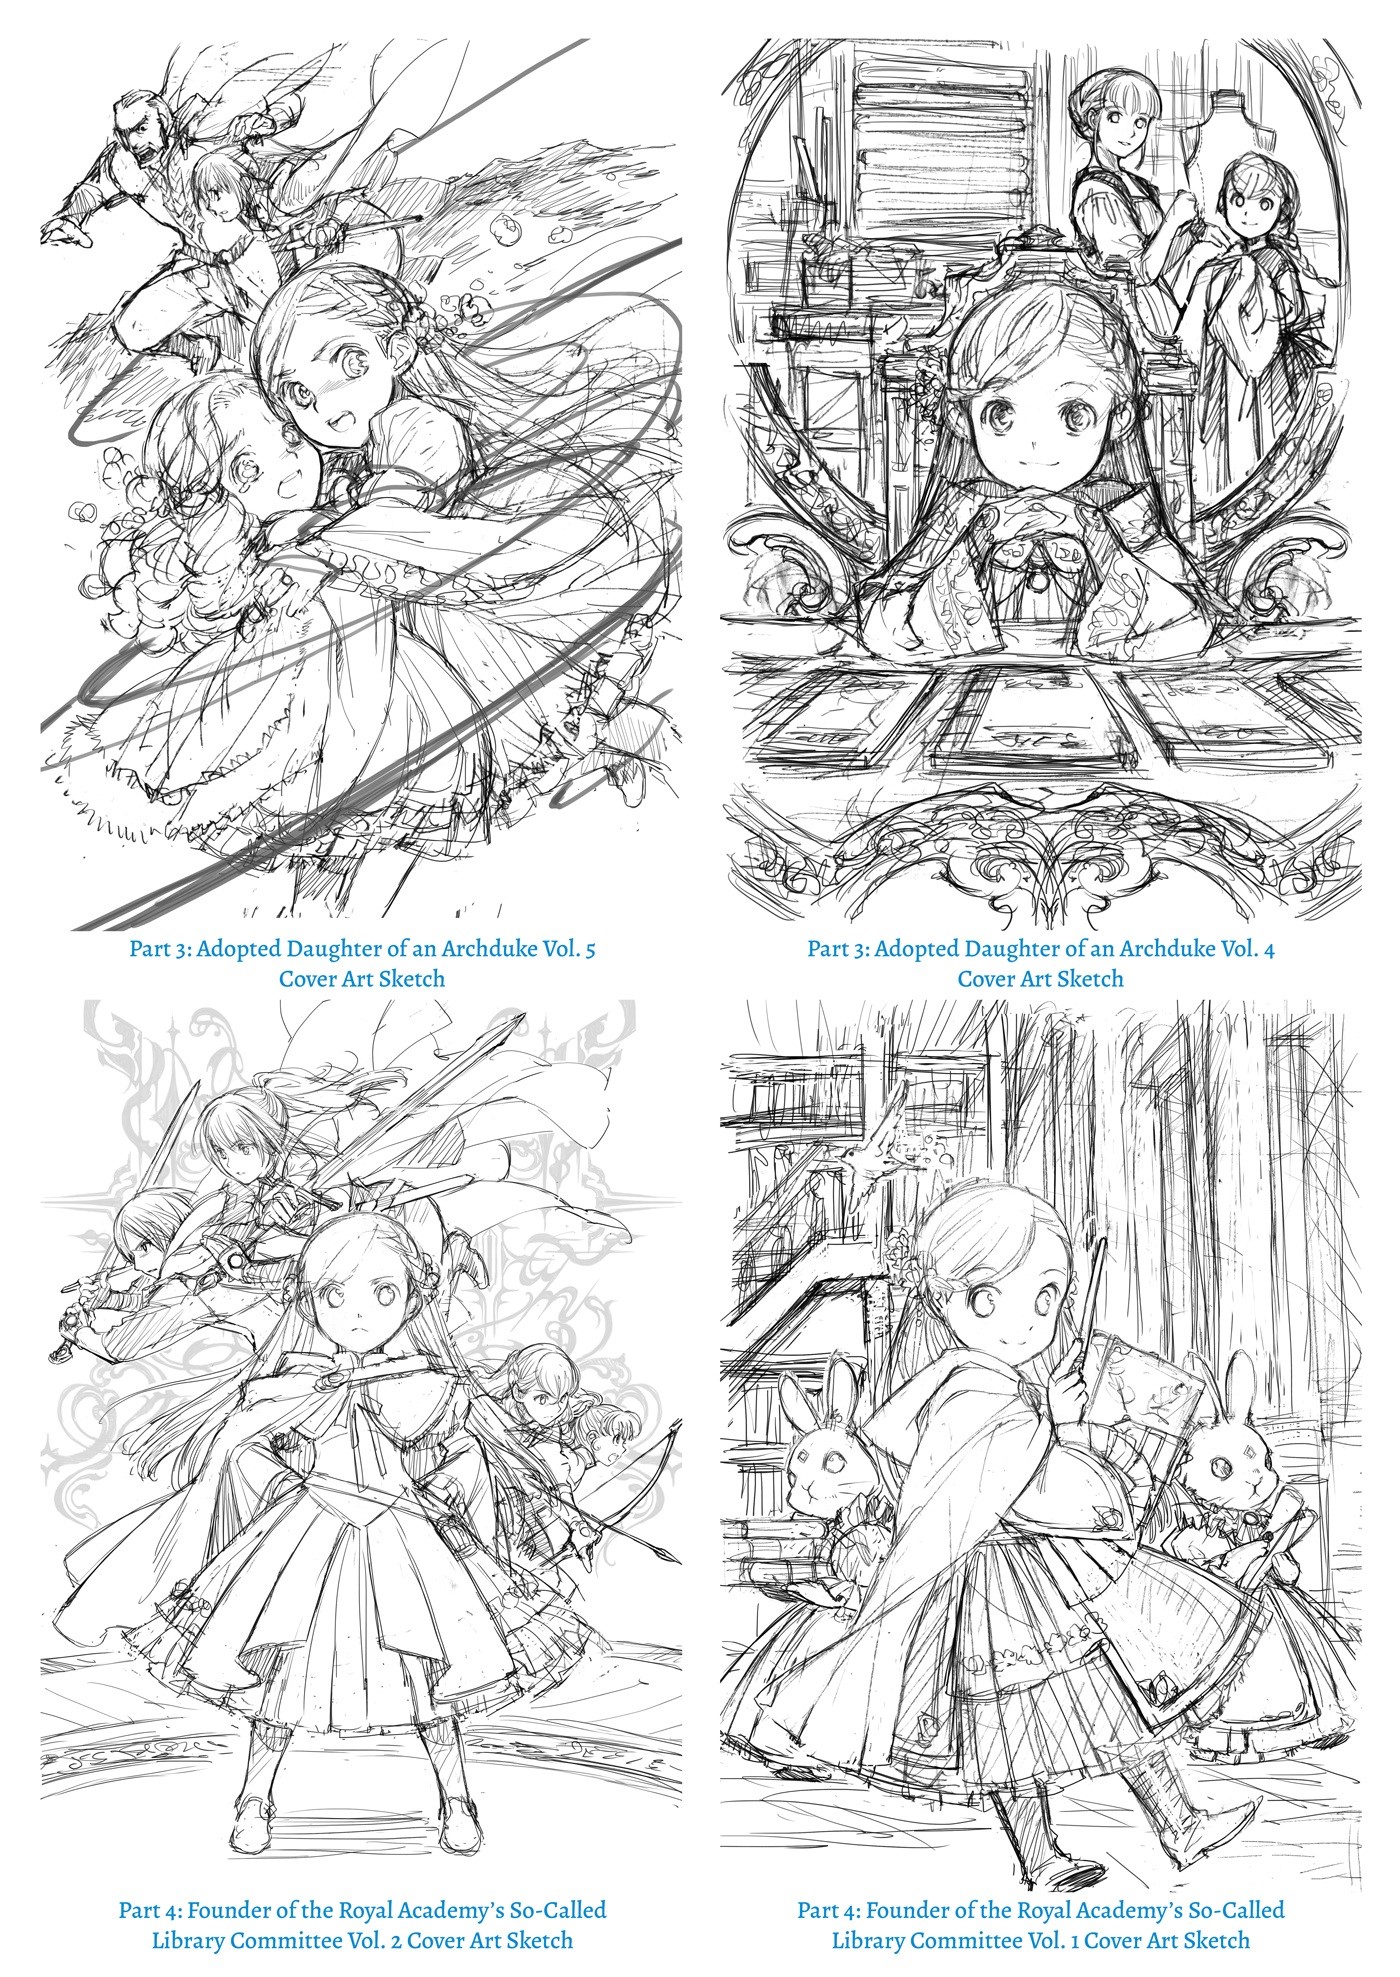 Part 3: Adopted Daughter of an Archduke Vol. 5
Cover Art Sketch
Part 3: Adopted Daughter of an Archduke Vol. 4
Cover Art Sketch
Part 4: Founder of the Royal Academy’s So-Called
Library Committee Vol. 2 Cover Art Sketch
Part 4: Founder of the Royal Academy’s So-Called
Library Committee Vol. 1 Cover Art Sketch